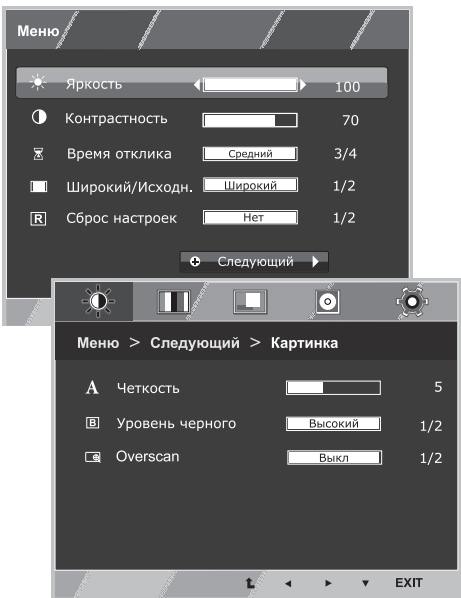 Меню
Яркость 100
Контрастность 70
Время отклика Средний 3/4
Широкий/Исходн. Широкий 1/2
R Сброс настроек Нет 1/2
Следующий
Меню > Следующий > Картинка
A Четкость 5
B Уровень черного Высокий 1/2
Overscan Выкл 1/2
EXIT